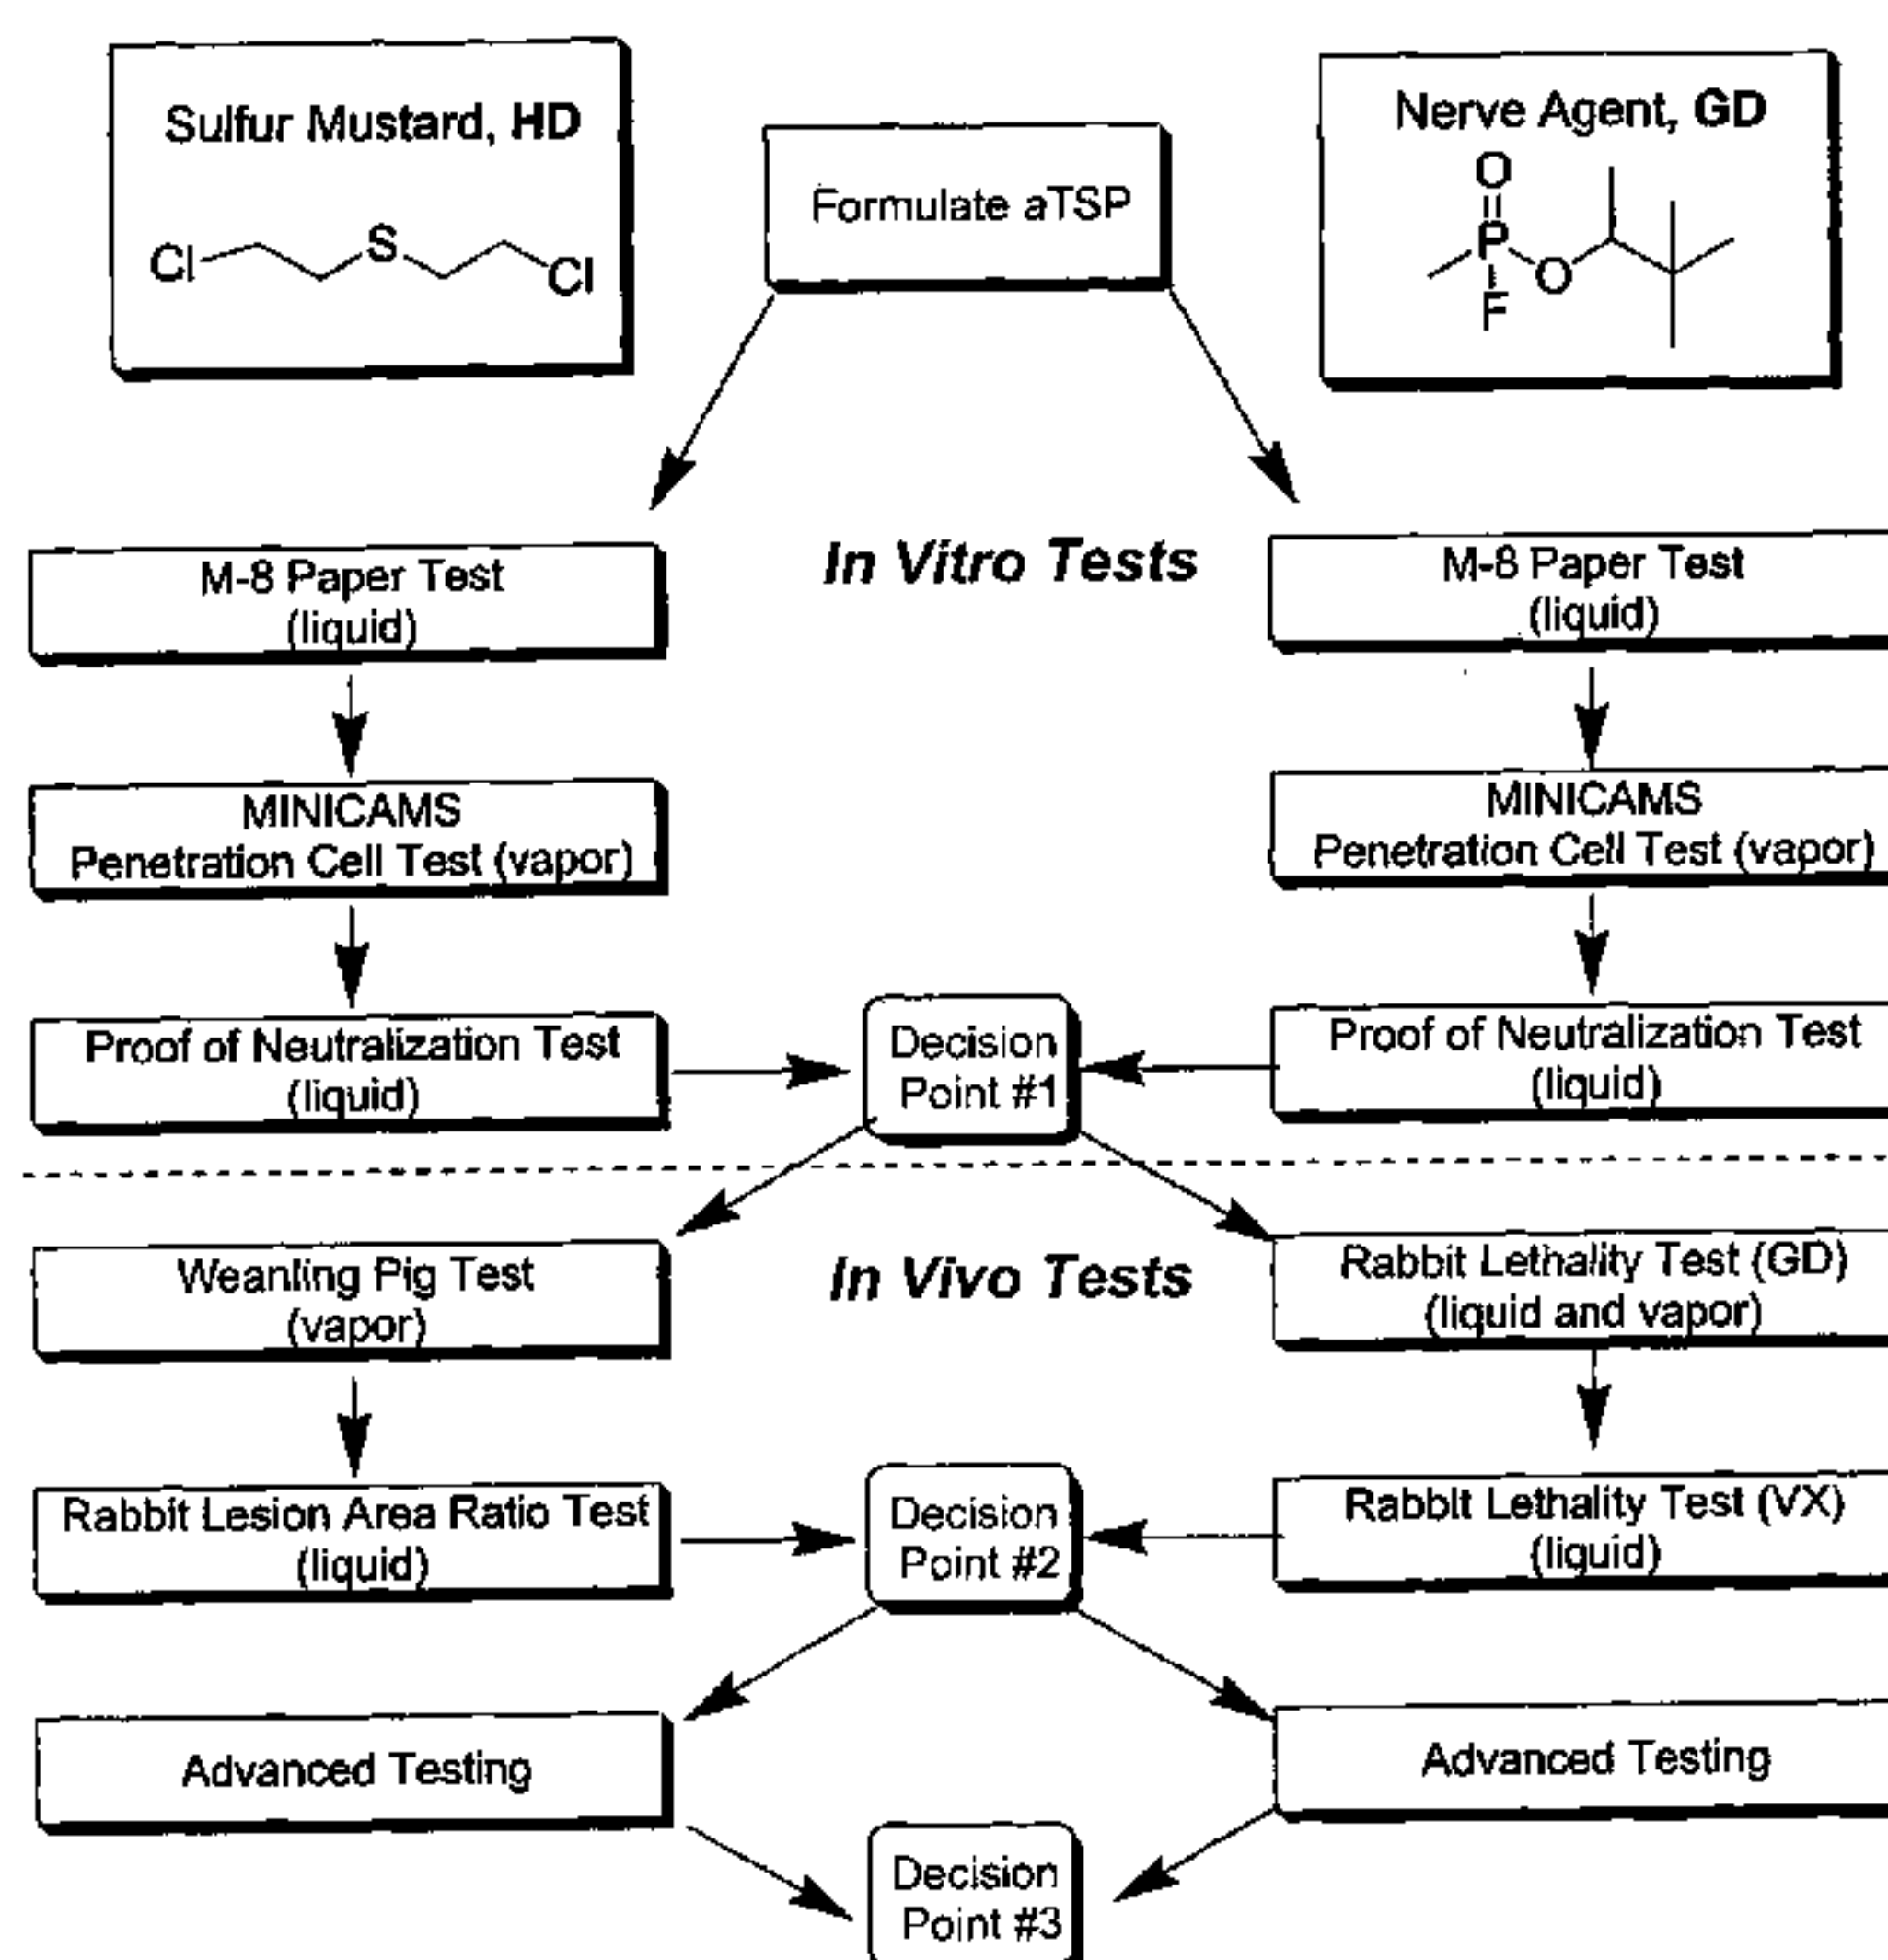 Sulfur Mustard, HD
Cl
S
Cl
Formulate aTSP
Nerve Agent, GD
O
P
O
F
In Vitro Tests
M-8 Paper Test
(liquid)
M-8 Paper Test
(liquid)
MINICAMS
Penetration Cell Test (vapor)
MINICAMS
Penetration Cell Test (vapor)
Proof of Neutralization Test
(liquid)
Decision
Point #1
Proof of Neutralization Test
(liquid)
In Vivo Tests
Weanling Pig Test
(vapor)
Rabbit Lethality Test (GD)
(liquid and vapor)
Rabbit Lesion Area Ratio Test
(liquid)
Decision
Point #2
Rabbit Lethality Test (VX)
(liquid)
Advanced Testing
Advanced Testing
Decision
Point #3